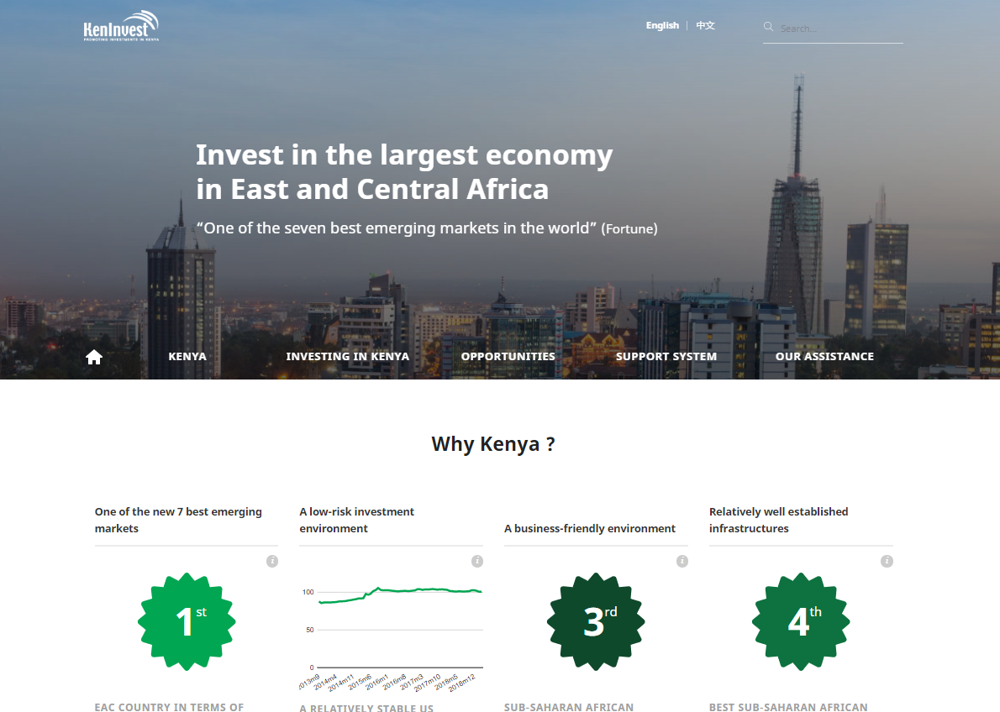 KenInvest
PROMOTING INVESTMENTS IN KENYA
English | 中文
Search...
Invest in the largest economy
in East and Central Africa
“One of the seven best emerging markets in the world” (Fortune)
KENYA
INVESTING IN KENYA
OPPORTUNITIES
SUPPORT SYSTEM
OUR ASSISTANCE
Why Kenya ?
One of the new 7 best emerging
markets
1st
EAC COUNTRY IN TERMS OF
A low-risk investment
environment
100
50
0
2013m9
2014m4
2014m11
2015m6
2016m1
2016m8
2017m3
2017m10
2018m5
2018m12
A RELATIVELY STABLE US
A business-friendly environment
3rd
SUB-SAHARAN AFRICAN
Relatively well established
infrastructures
4th
BEST SUB-SAHARAN AFRICAN